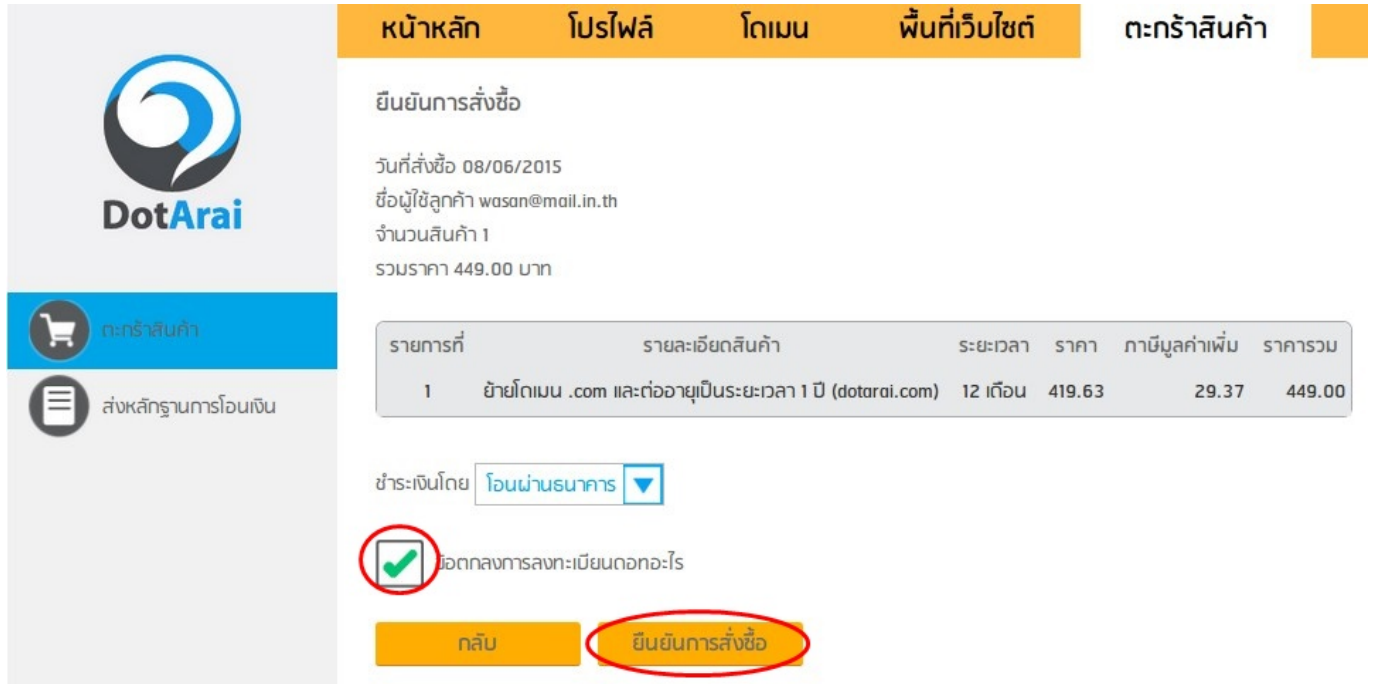 หน้าหลัก โปรไฟล์ โดเมน พื้นที่เว็บไซต์ ตะกร้าสินค้า
DotArai
ตะกร้าสินค้า
ส่งหลักฐานการโอนเงิน
ยืนยันการสั่งซื้อ
วันที่สั่งซื้อ 08/06/2015
ชื่อผู้ใช้ลูกค้า wasan@mail.in.th
จำนวนสินค้า 1
รวมราคา 449.00 บาท
รายการที่ รายละเอียดสินค้า ระยะเวลา ราคา ภาษีมูลค่าเพิ่ม ราคารวม
1 ย้ายโดเมน .com และต่ออายุเป็นระยะเวลา 1 ปี (dotarai.com) 12 เดือน 419.63 29.37 449.00
ชำระเงินโดย โอนผ่านธนาคาร
ข้อตกลงการลงทะเบียนดอทอะไร
กลับ ยืนยันการสั่งซื้อ